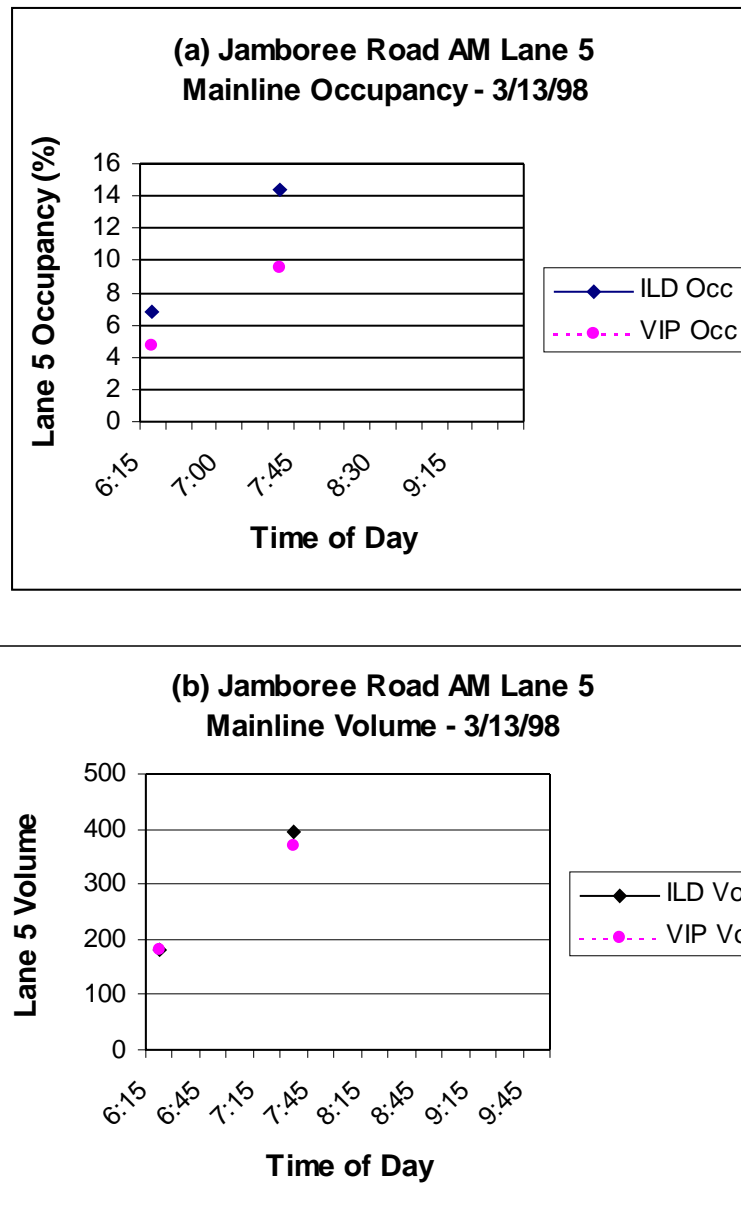 (a) Jamboree Road AM Lane 5
Mainline Occupancy - 3/13/98
Lane 5 Occupancy (%)
16
14
12
10
8
6
4
2
0
6:15
7:00
7:45
8:30
9:15
Time of Day
ILD Occ
VIP Occ
(b) Jamboree Road AM Lane 5
Mainline Volume - 3/13/98
Lane 5 Volume
500
400
300
200
100
0
6:15
6:45
7:15
7:45
8:15
8:45
9:15
9:45
Time of Day
ILD Vo
VIP Vo